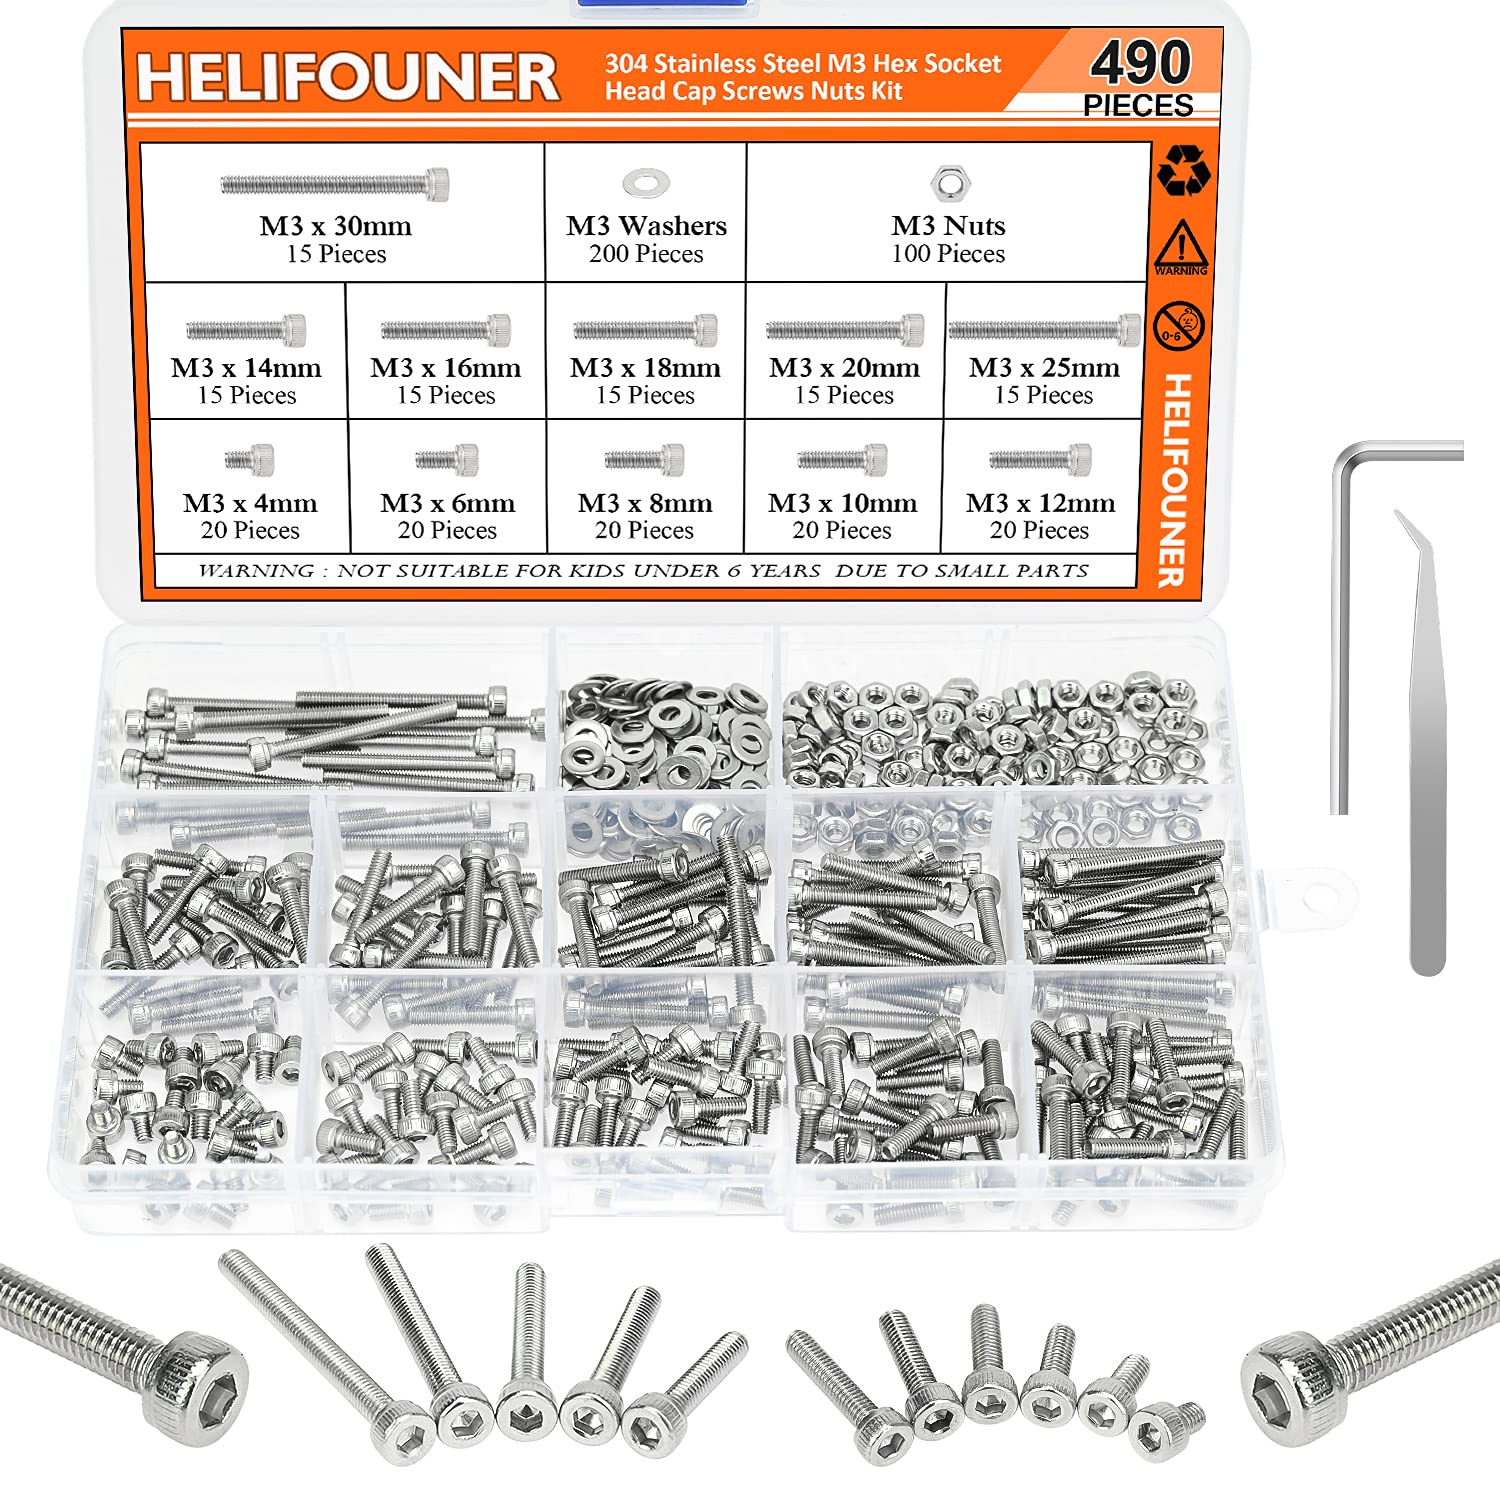 HELIFOUNER
304 Stainless Steel M3 Hex Socket
Head Cap Screws Nuts Kit
490
PIECES
M3 x 30mm
15 Pieces
M3 Washers
200 Pieces
M3 Nuts
100 Pieces
M3 x 14mm
15 Pieces
M3 x 16mm
15 Pieces
M3 x 18mm
15 Pieces
M3 x 20mm
15 Pieces
M3 x 25mm
15 Pieces
M3 x 4mm
20 Pieces
M3 x 6mm
20 Pieces
M3 x 8mm
20 Pieces
M3 x 10mm
20 Pieces
M3 x 12mm
20 Pieces
WARNING : NOT SUITABLE FOR KIDS UNDER 6 YEARS DUE TO SMALL PARTS
WARNING
0-6
HELIFOUNER